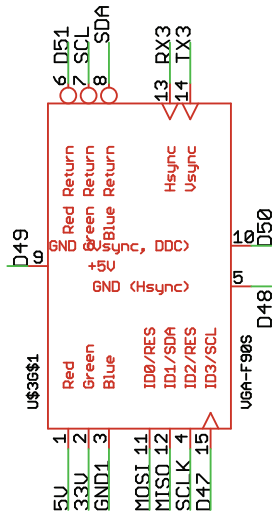 D51
SCL
SDA
RX3
TX3
6
7
8
13
14
Red Return
Green Return
Blue Return
Hsync
Vsync
D49
9
GND (Vsync, DDC)
10
D50
+5V
GND (Hsync)
5
D48
U$3G$1
Red
Green
Blue
ID0/RES
ID1/SDA
ID2/RES
ID3/SCL
VGA-F90S
1
2
3
11
12
4
15
5V
33V
GND1
MOSI
MISO
SCLK
D47